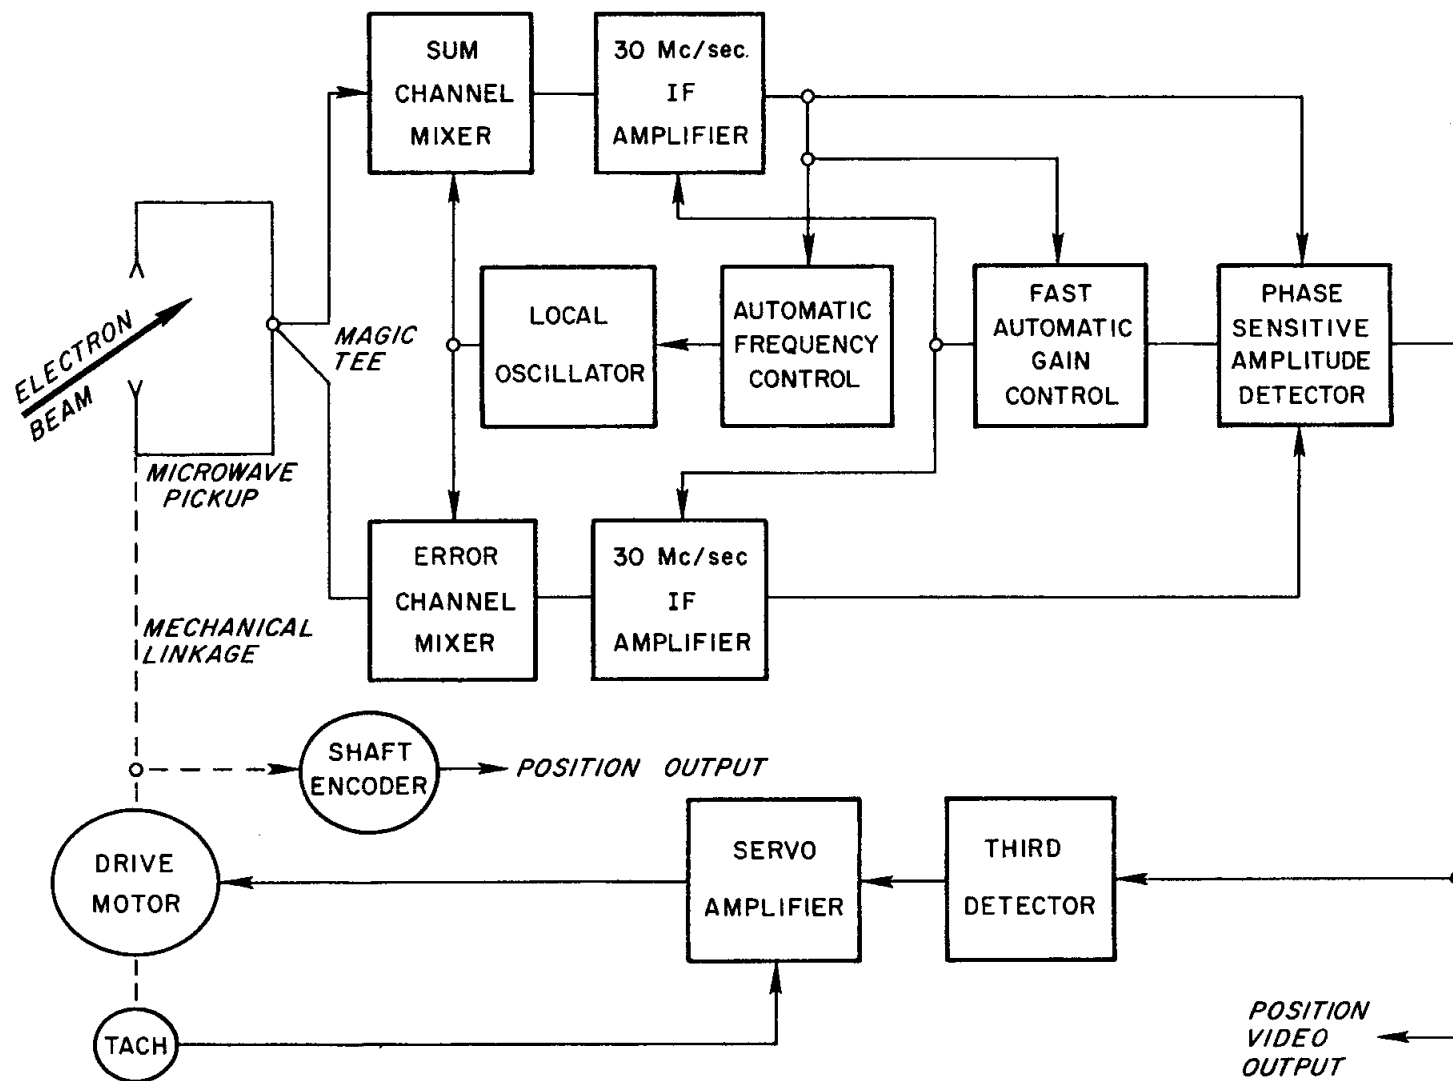 SUM
CHANNEL
MIXER
30 Mc/sec.
IF
AMPLIFIER
ELECTRON
BEAM
MAGIC
TEE
LOCAL
OSCILLATOR
AUTOMATIC
FREQUENCY
CONTROL
FAST
AUTOMATIC
GAIN
CONTROL
PHASE
SENSITIVE
AMPLITUDE
DETECTOR
MICROWAVE
PICKUP
ERROR
CHANNEL
MIXER
30 Mc/sec
IF
AMPLIFIER
MECHANICAL
LINKAGE
SHAFT
ENCODER
POSITION OUTPUT
DRIVE
MOTOR
SERVO
AMPLIFIER
THIRD
DETECTOR
TACH
POSITION
VIDEO
OUTPUT